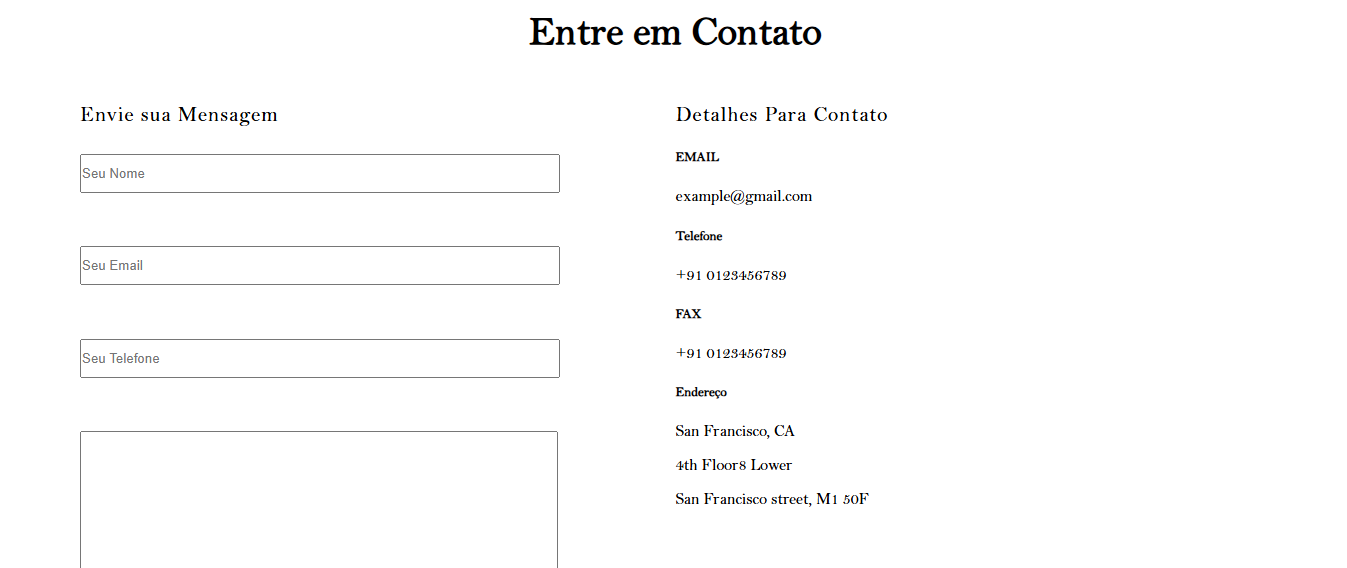 Entre em Contato
Envie sua Mensagem
Seu Nome
Seu Email
Seu Telefone
Detalhes Para Contato
EMAIL
example@gmail.com
Telefone
+91 0123456789
FAX
+91 0123456789
Endereço
San Francisco, CA
4th Floor8 Lower
San Francisco street, M1 50F